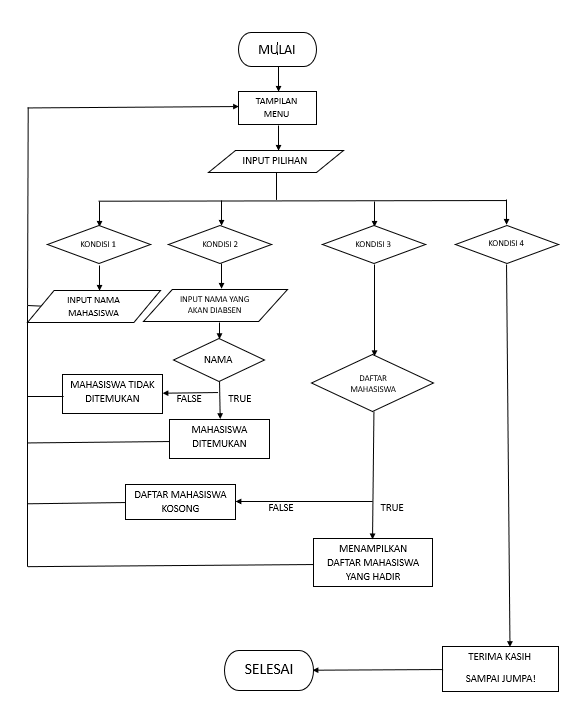 MULAI
TAMPILAN
MENU
INPUT PILIHAN
KONDISI 1
KONDISI 2
KONDISI 3
KONDISI 4
INPUT NAMA
MAHASISWA
INPUT NAMA YANG
AKAN DIABSEN
NAMA
DAFTAR
MAHASISWA
MAHASISWA TIDAK
DITEMUKAN
FALSE
TRUE
MAHASISWA
DITEMUKAN
DAFTAR MAHASISWA
KOSONG
FALSE
TRUE
MENAMPILKAN
DAFTAR MAHASISWA
YANG HADIR
TERIMA KASIH
SAMPAI JUMPA!
SELESAI